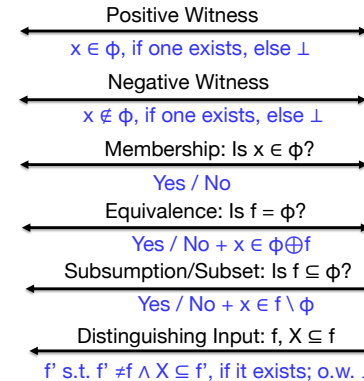 Positive Witness
x ∈ ϕ, if one exists, else ⊥
Negative Witness
x ∉ ϕ, if one exists, else ⊥
Membership: Is x ∈ ϕ?
Yes / No
Equivalence: Is f = ϕ?
Yes / No + x ∈ ϕ⊕f
Subsumption/Subset: Is f ⊆ ϕ?
Yes / No + x ∈ f \ ϕ
Distinguishing Input: f, X ⊆ f
f' s.t. f' ≠f ∧ X ⊆ f', if it exists; o.w.